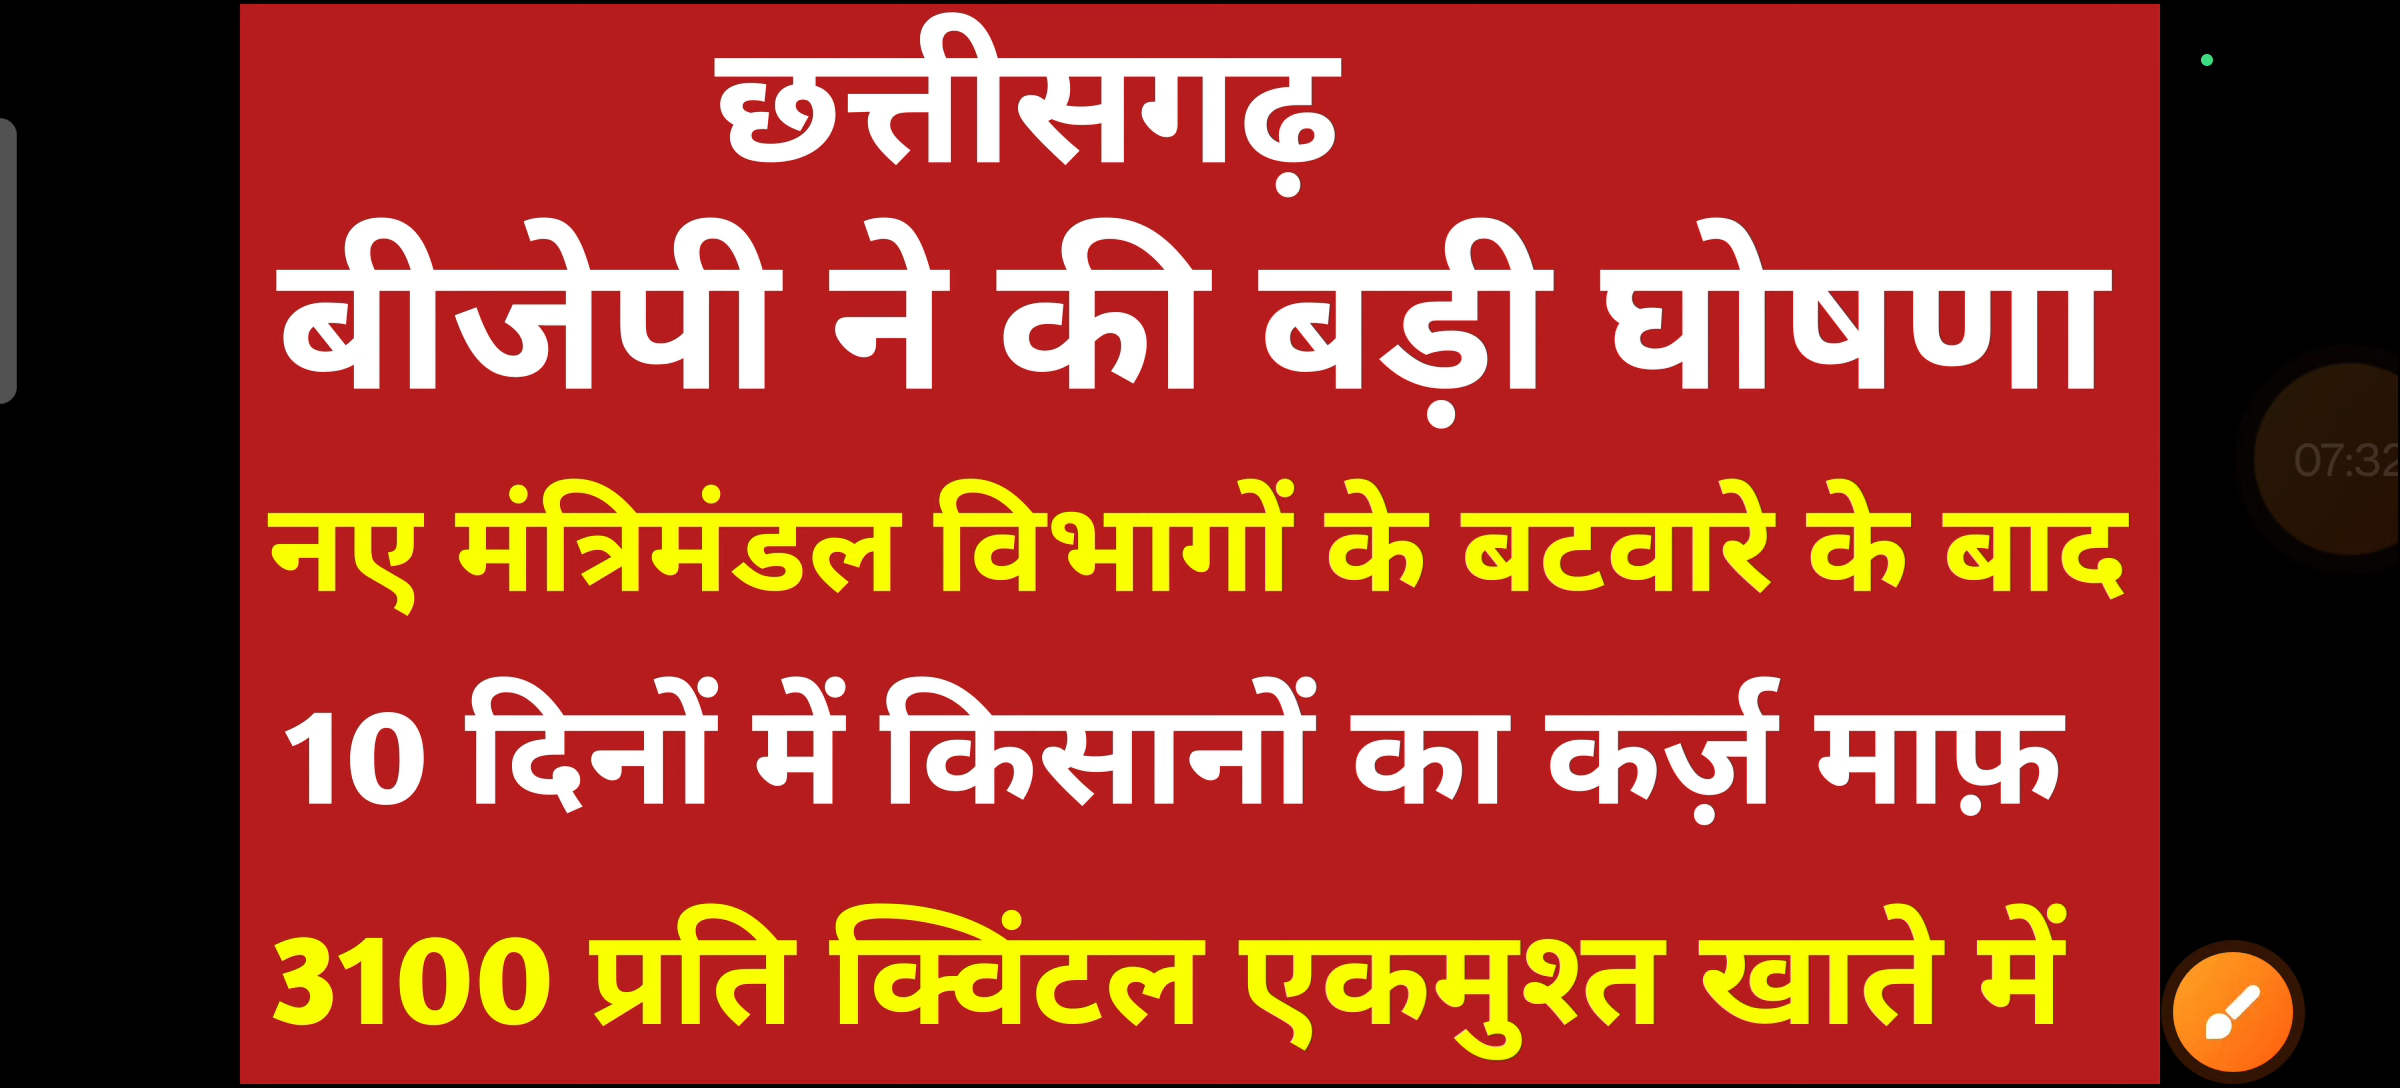 छत्तीसगढ़
बीजेपी ने की बड़ी घोषणा
नए मंत्रिमंडल विभागों के बटवारे के बाद
10 दिनों में किसानों का कर्ज़ माफ़
3100 प्रति क्विंटल एकमुश्त खाते में
07:32